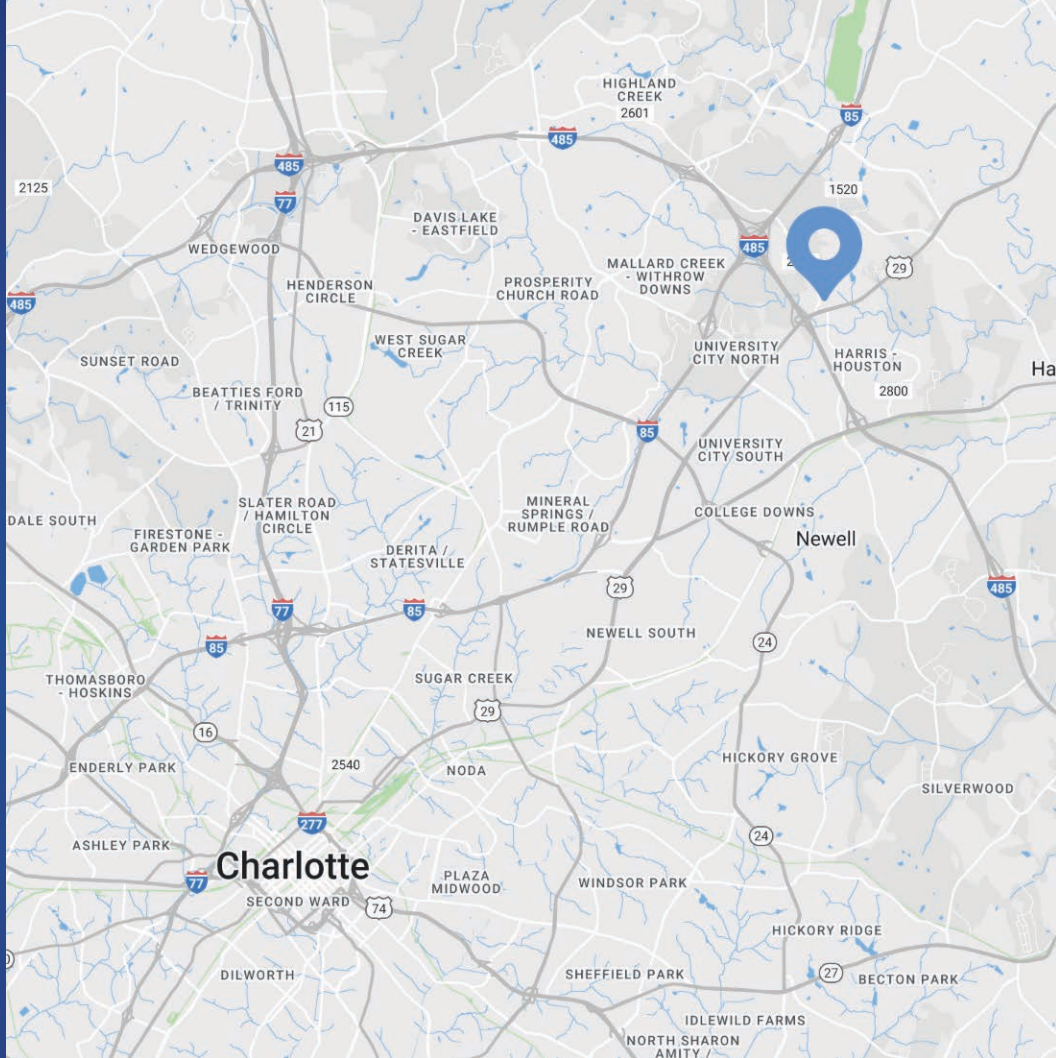 HIGHLAND
CREEK
2601
85
485
485
2125
1520
77
DAVIS LAKE
- EASTFIELD
WEDGEWOOD
485
MALLARD CREEK
- WITHROW
DOWNS
29
HENDERSON
CIRCLE
PROSPERITY
CHURCH ROAD
485
WEST SUGAR
CREEK
UNIVERSITY
CITY NORTH
HARRIS -
HOUSTON
SUNSET ROAD
BEATTIES FORD
/ TRINITY
2800
115
21
85
UNIVERSITY
CITY SOUTH
SLATER ROAD
/ HAMILTON
CIRCLE
MINERAL
SPRINGS /
RUMPLE ROAD
COLLEGE DOWNS
DALE SOUTH
FIRESTONE -
GARDEN PARK
Newell
DERITA /
STATESVILLE
29
485
77
85
85
NEWELL SOUTH
24
THOMASBORO
- HOSKINS
SUGAR CREEK
29
16
HICKORY GROVE
ENDERLY PARK
2540
NODA
SILVERWOOD
277
24
ASHLEY PARK
Charlotte
77
PLAZA
MIDWOOD
WINDSOR PARK
SECOND WARD
74
HICKORY RIDGE
DILWORTH
SHEFFIELD PARK
27
BECTON PARK
IDLEWILD FARMS
NORTH SHARON
AMITY /